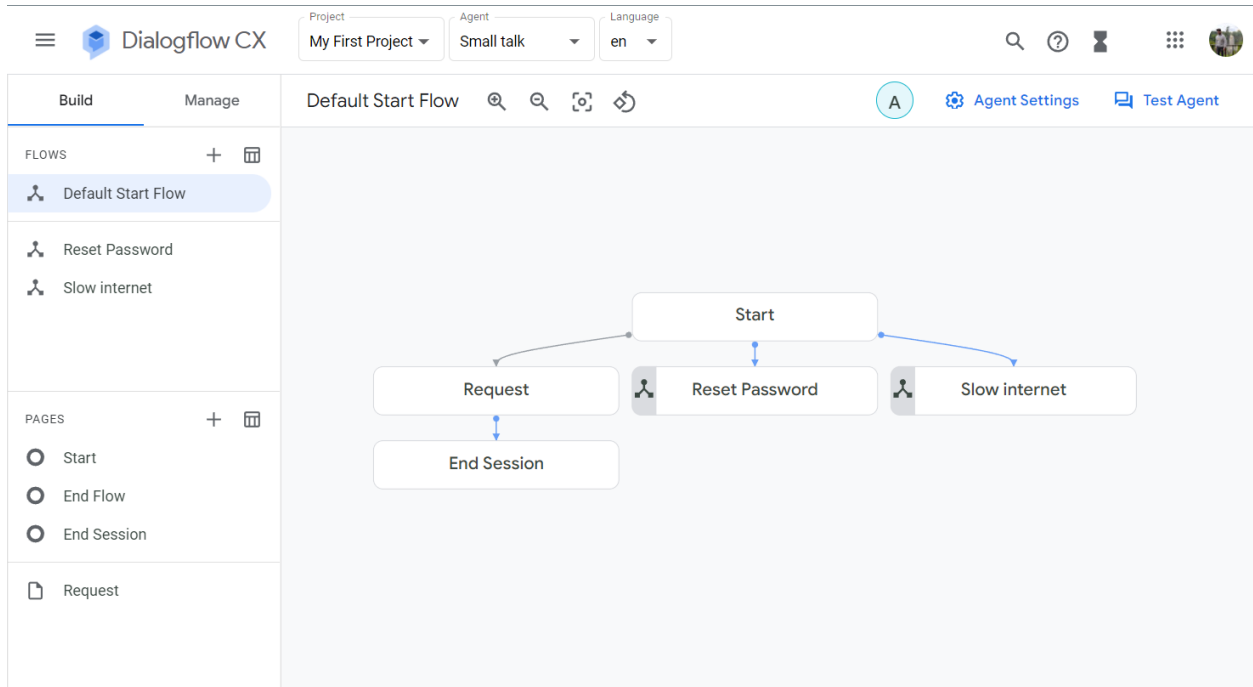 Project
Agent
Language
Dialogflow CX
My First Project
Small talk
en
Build
Manage
Default Start Flow
A
Agent Settings
Test Agent
FLOWS
Default Start Flow
Reset Password
Slow internet
PAGES
Start
End Flow
End Session
Request
Start
Request
Reset Password
Slow internet
End Session